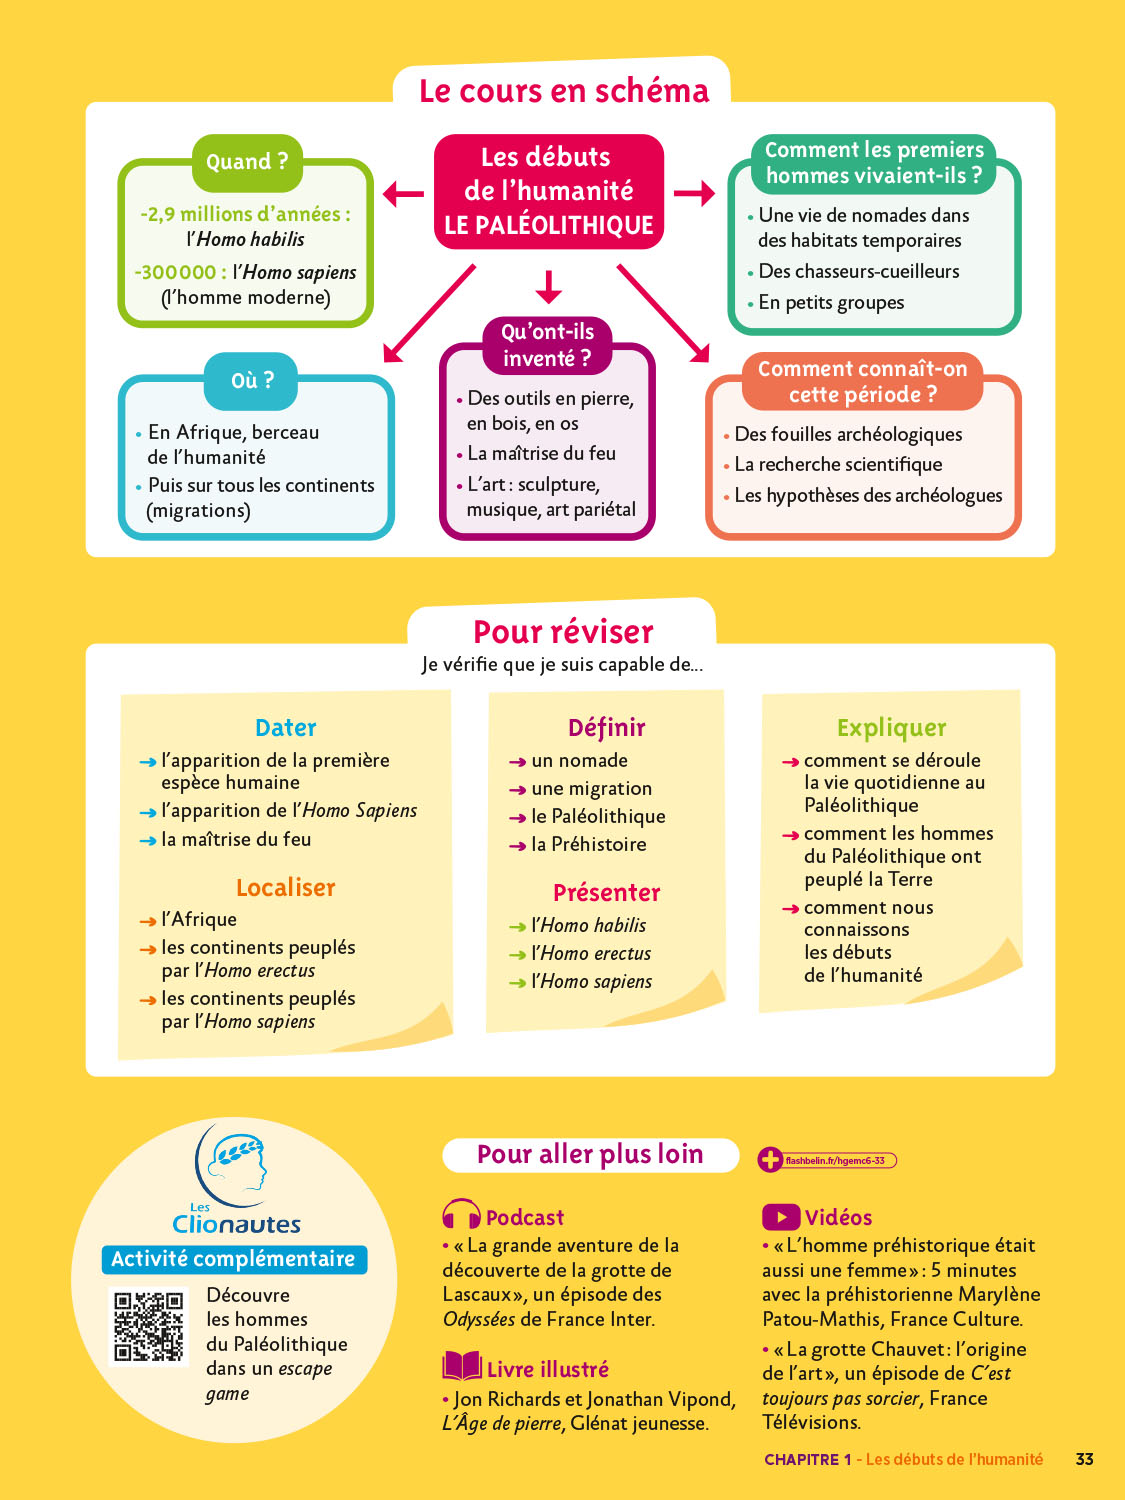 Le cours en schéma
Les débuts
de l'humanité
LE PALÉOLITHIQUE
Quand ?
-2,9 millions d'années :
l'Homo habilis
-300000 : l'Homo sapiens
(l'homme moderne)
Comment les premiers
hommes vivaient-ils ?
• Une vie de nomades dans
des habitats temporaires
• Des chasseurs-cueilleurs
• En petits groupes
Où ?
• En Afrique, berceau
de l'humanité
• Puis sur tous les continents
(migrations)
Qu'ont-ils
inventé ?
• Des outils en pierre,
en bois, en os
• La maîtrise du feu
• L'art : sculpture,
musique, art pariétal
Comment connaît-on
cette période ?
• Des fouilles archéologiques
• La recherche scientifique
• Les hypothèses des archéologues
Pour réviser
Je vérifie que je suis capable de...
Dater
→ l'apparition de la première
espèce humaine
→ l'apparition de l'Homo Sapiens
→ la maîtrise du feu
Localiser
→ l'Afrique
→ les continents peuplés
par l'Homo erectus
→ les continents peuplés
par l'Homo sapiens
Définir
→ un nomade
→ une migration
→ le Paléolithique
→ la Préhistoire
Présenter
→ l'Homo habilis
→ l'Homo erectus
→ l'Homo sapiens
Expliquer
→ comment se déroule
la vie quotidienne au
Paléolithique
→ comment les hommes
du Paléolithique ont
peuplé la Terre
→ comment nous
connaissons
les débuts
de l'humanité
Les
Clionautes
Activité complémentaire
Découvre
les hommes
du Paléolithique
dans un escape
game
Pour aller plus loin
flashbelin.fr/hgemc6-33
Podcast
• « La grande aventure de la
découverte de la grotte de
Lascaux », un épisode des
Odyssées de France Inter.
Livre illustré
• Jon Richards et Jonathan Vipond,
L'Âge de pierre, Glénat jeunesse.
Vidéos
• « L'homme préhistorique était
aussi une femme » : 5 minutes
avec la préhistorienne Marylène
Patou-Mathis, France Culture.
• « La grotte Chauvet : l'origine
de l'art », un épisode de C'est
toujours pas sorcier, France
Télévisions.
CHAPITRE 1 - Les débuts de l'humanité 33